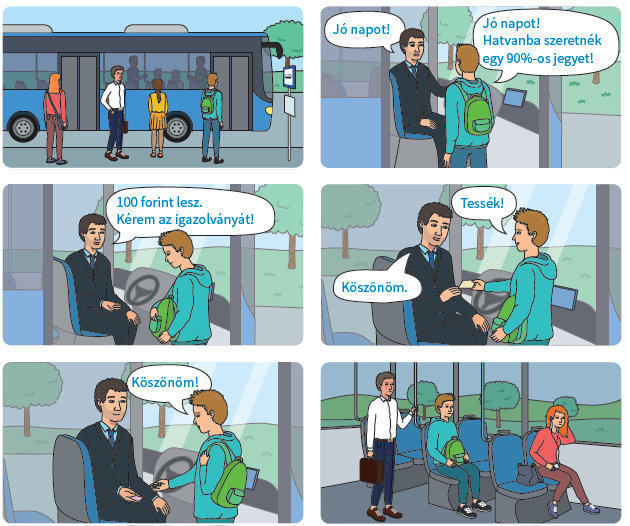 Jó napot!
Jó napot!
Hatvanba szeretnék
egy 90%-os jegyet!
100 forint lesz.
Kérem az igazolványát!
Tessék!
Köszönöm.
Köszönöm!